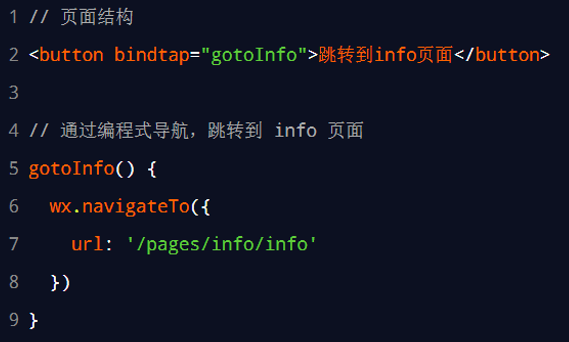 1 // 页面结构
2 <button bindtap="gotoInfo">跳转到info页面</button>
3
4 // 通过编程式导航，跳转到 info 页面
5 gotoInfo() {
6   wx.navigateTo({
7     url: '/pages/info/info'
8   })
9 }